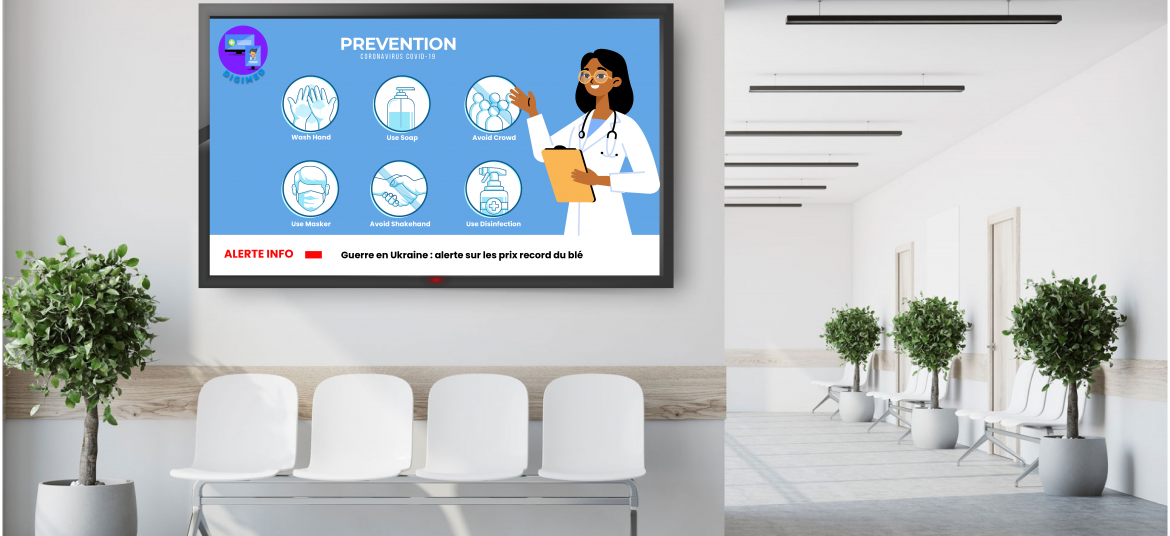 DIGIMED
PREVENTION
CORONAVIRUS COVID-19
Wash Hand
Use Soap
Avoid Crowd
Use Masker
Avoid Shakehand
Use Disinfection
ALERTE INFO
Guerre en Ukraine : alerte sur les prix record du blé